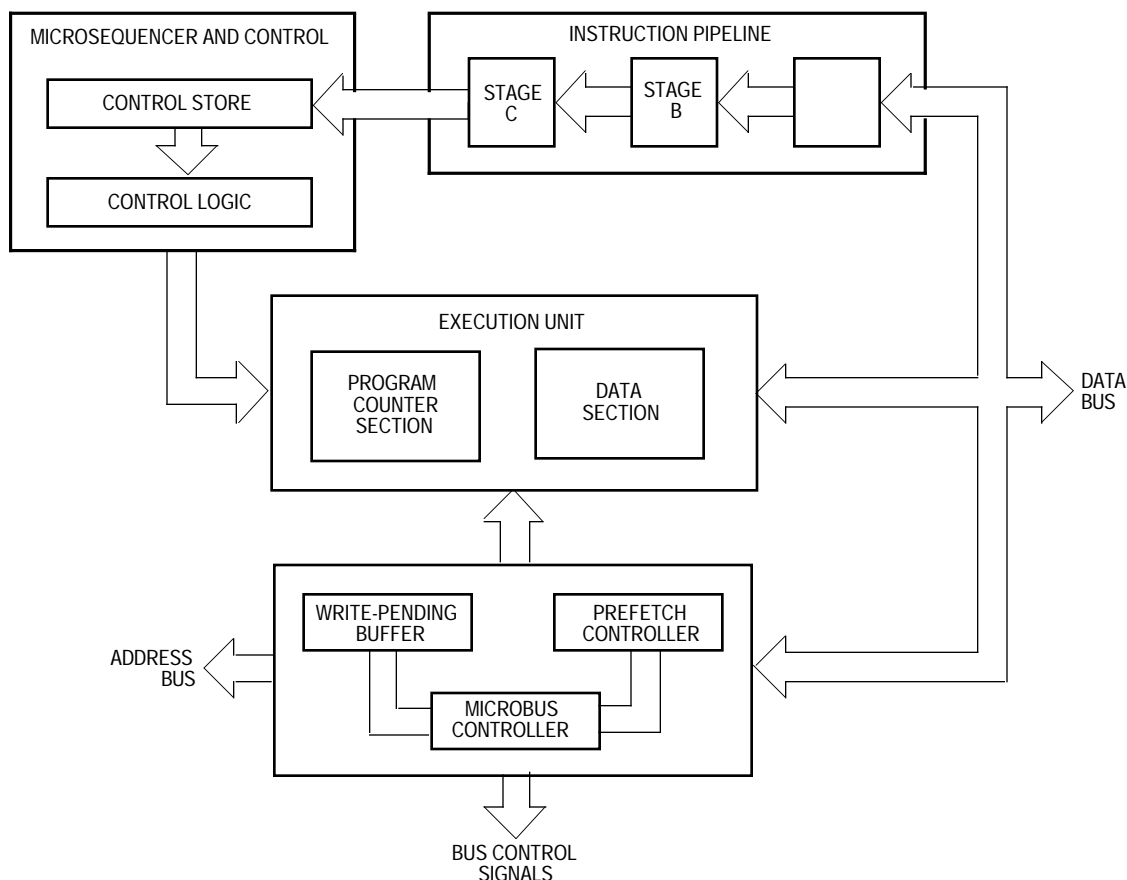 MICROSEQUENCER AND CONTROL
CONTROL STORE
CONTROL LOGIC
INSTRUCTION PIPELINE
STAGE
C
STAGE
B
EXECUTION UNIT
PROGRAM
COUNTER
SECTION
DATA
SECTION
DATA
BUS
WRITE-PENDING
BUFFER
PREFETCH
CONTROLLER
MICROBUS
CONTROLLER
ADDRESS
BUS
BUS CONTROL
SIGNALS